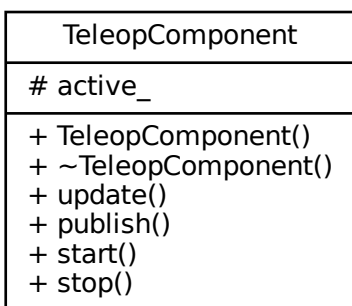 TeleopComponent
# active_
+ TeleopComponent()
+ ~TeleopComponent()
+ update()
+ publish()
+ start()
+ stop()